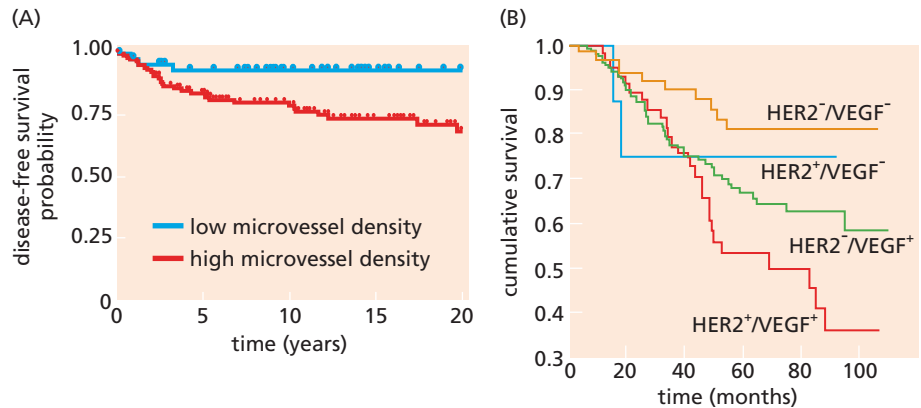 (A)
disease-free survival
probability
1.00
0.75
0.50
0.25
0
low microvessel density
high microvessel density
0 5 10 15 20
time (years)
(B)
cumulative survival
1.0
0.9
0.8
0.7
0.6
0.5
0.4
0.3
HER2⁻/VEGF⁻
HER2⁺/VEGF⁻
HER2⁻/VEGF⁺
HER2⁺/VEGF⁺
0 20 40 60 80 100
time (months)